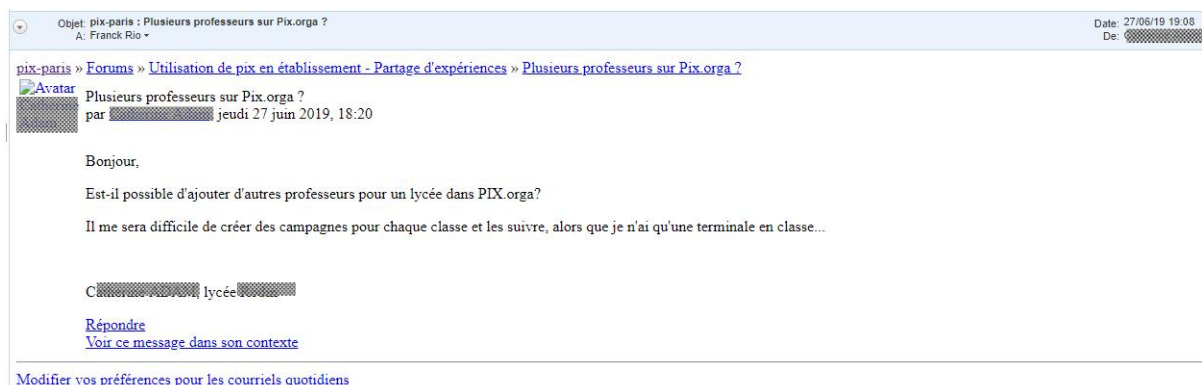 Objet: pix-paris : Plusieurs professeurs sur Pix.orga ?
Date: 27/06/19 19:08
A: Franck Rio
De:
pix-paris » Forums » Utilisation de pix en établissement - Partage d'expériences » Plusieurs professeurs sur Pix.orga ?
Avatar
Plusieurs professeurs sur Pix.orga ?
par jeudi 27 juin 2019, 18:20
Bonjour,
Est-il possible d'ajouter d'autres professeurs pour un lycée dans PIX.orga?
Il me sera difficile de créer des campagnes pour chaque classe et les suivre, alors que je n'ai qu'une terminale en classe...
lycée
Répondre
Voir ce message dans son contexte
Modifier vos préférences pour les courriels quotidiens